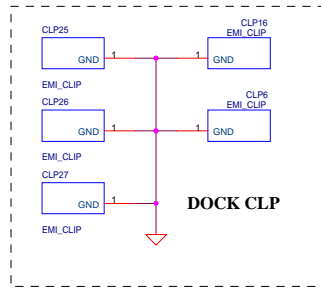 CLP25
GND 1
EMI_CLIP
CLP16
EMI_CLIP
1 GND
CLP26
GND 1
EMI_CLIP
CLP6
EMI_CLIP
1 GND
CLP27
GND 1
EMI_CLIP
DOCK CLP